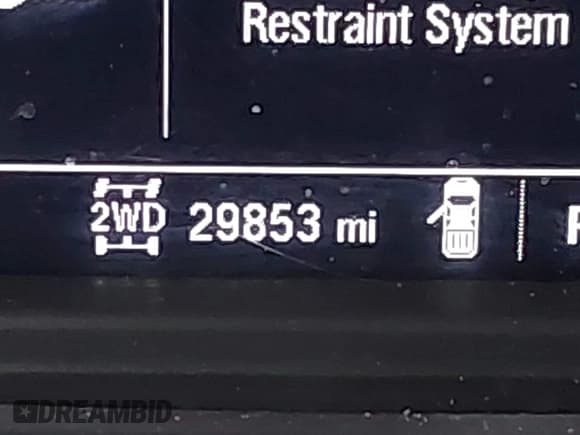 Restraint System
2WD 29853 mi
DREAMBID